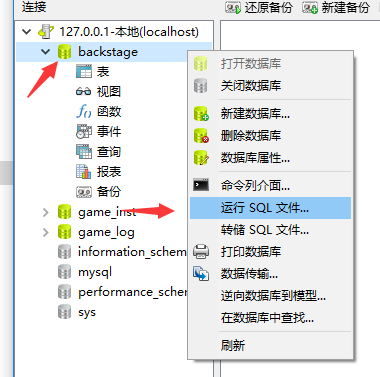 连接
还原备份 新建备份
127.0.0.1-本地(localhost)
backstage
表
视图
函数
事件
查询
报表
备份
game_inst
game_log
information_schem
mysql
performance_schem
sys
打开数据库
关闭数据库
新建数据库...
删除数据库
数据库属性...
命令列介面...
运行 SQL 文件...
转储 SQL 文件...
打印数据库
数据传输...
逆向数据库到模型...
在数据库中查找...
刷新